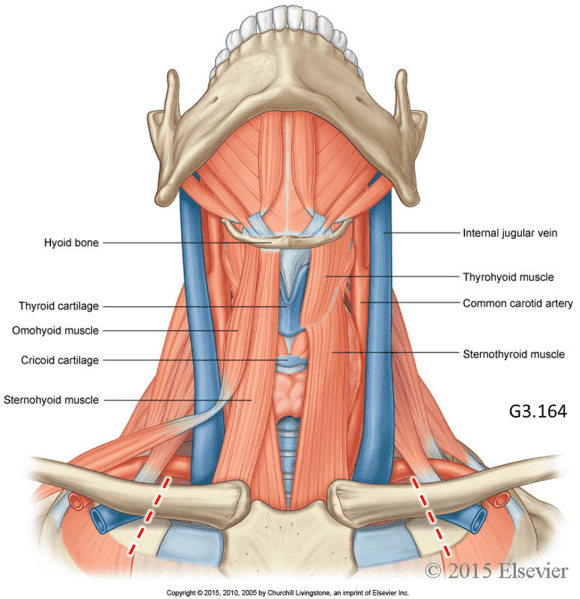 Hyoid bone
Thyroid cartilage
Omohyoid muscle
Cricoid cartilage
Sternohyoid muscle
Internal jugular vein
Thyrohyoid muscle
Common carotid artery
Sternothyroid muscle
G3.164
© 2015 Elsevier
Copyright © 2015, 2010, 2005 by Churchill Livingstone, an imprint of Elsevier Inc.